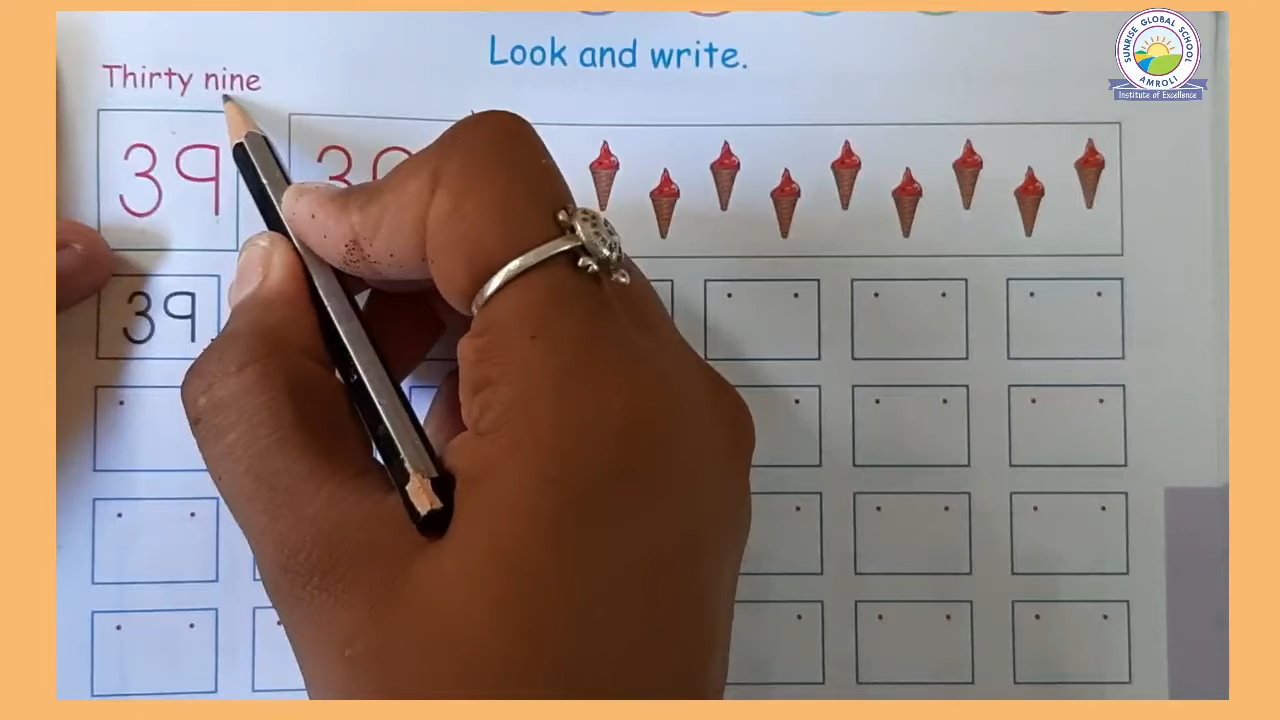 Look and write.
Thirty nine
39
39
SUNRISE GLOBAL SCHOOL
AMROLI
Institute of Excellence